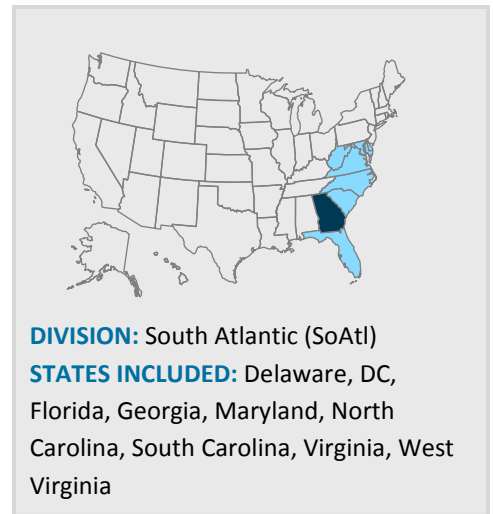 DIVISION: South Atlantic (SoAtl)
STATES INCLUDED: Delaware, DC,
Florida, Georgia, Maryland, North
Carolina, South Carolina, Virginia, West
Virginia